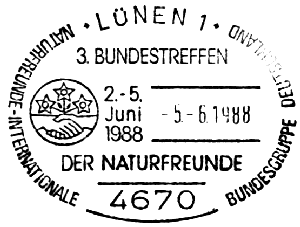 LÜNEN 1
NATURFREUNDE-INTERNATIONALE
BUNDESGRUPPE DEUTSCHLAND
3. BUNDESTREFFEN
2.-5.
Juni
1988
-5.-6.1988
DER NATURFREUNDE
4670